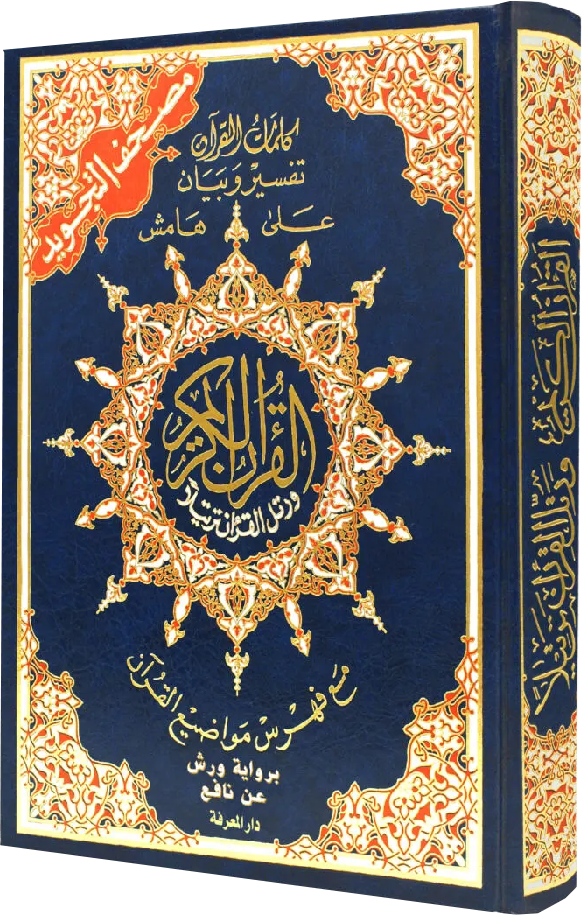 مصحف التجويد
كلمات القرآن
تفسير وبيان
على هامش
القرآن الكريم
ورتل القرآن ترتيلا
مع فهرس مواضيع القرآن
برواية ورش
عن نافع
دار المعرفة
القرآن الكريم ورتل القرآن ترتيلا